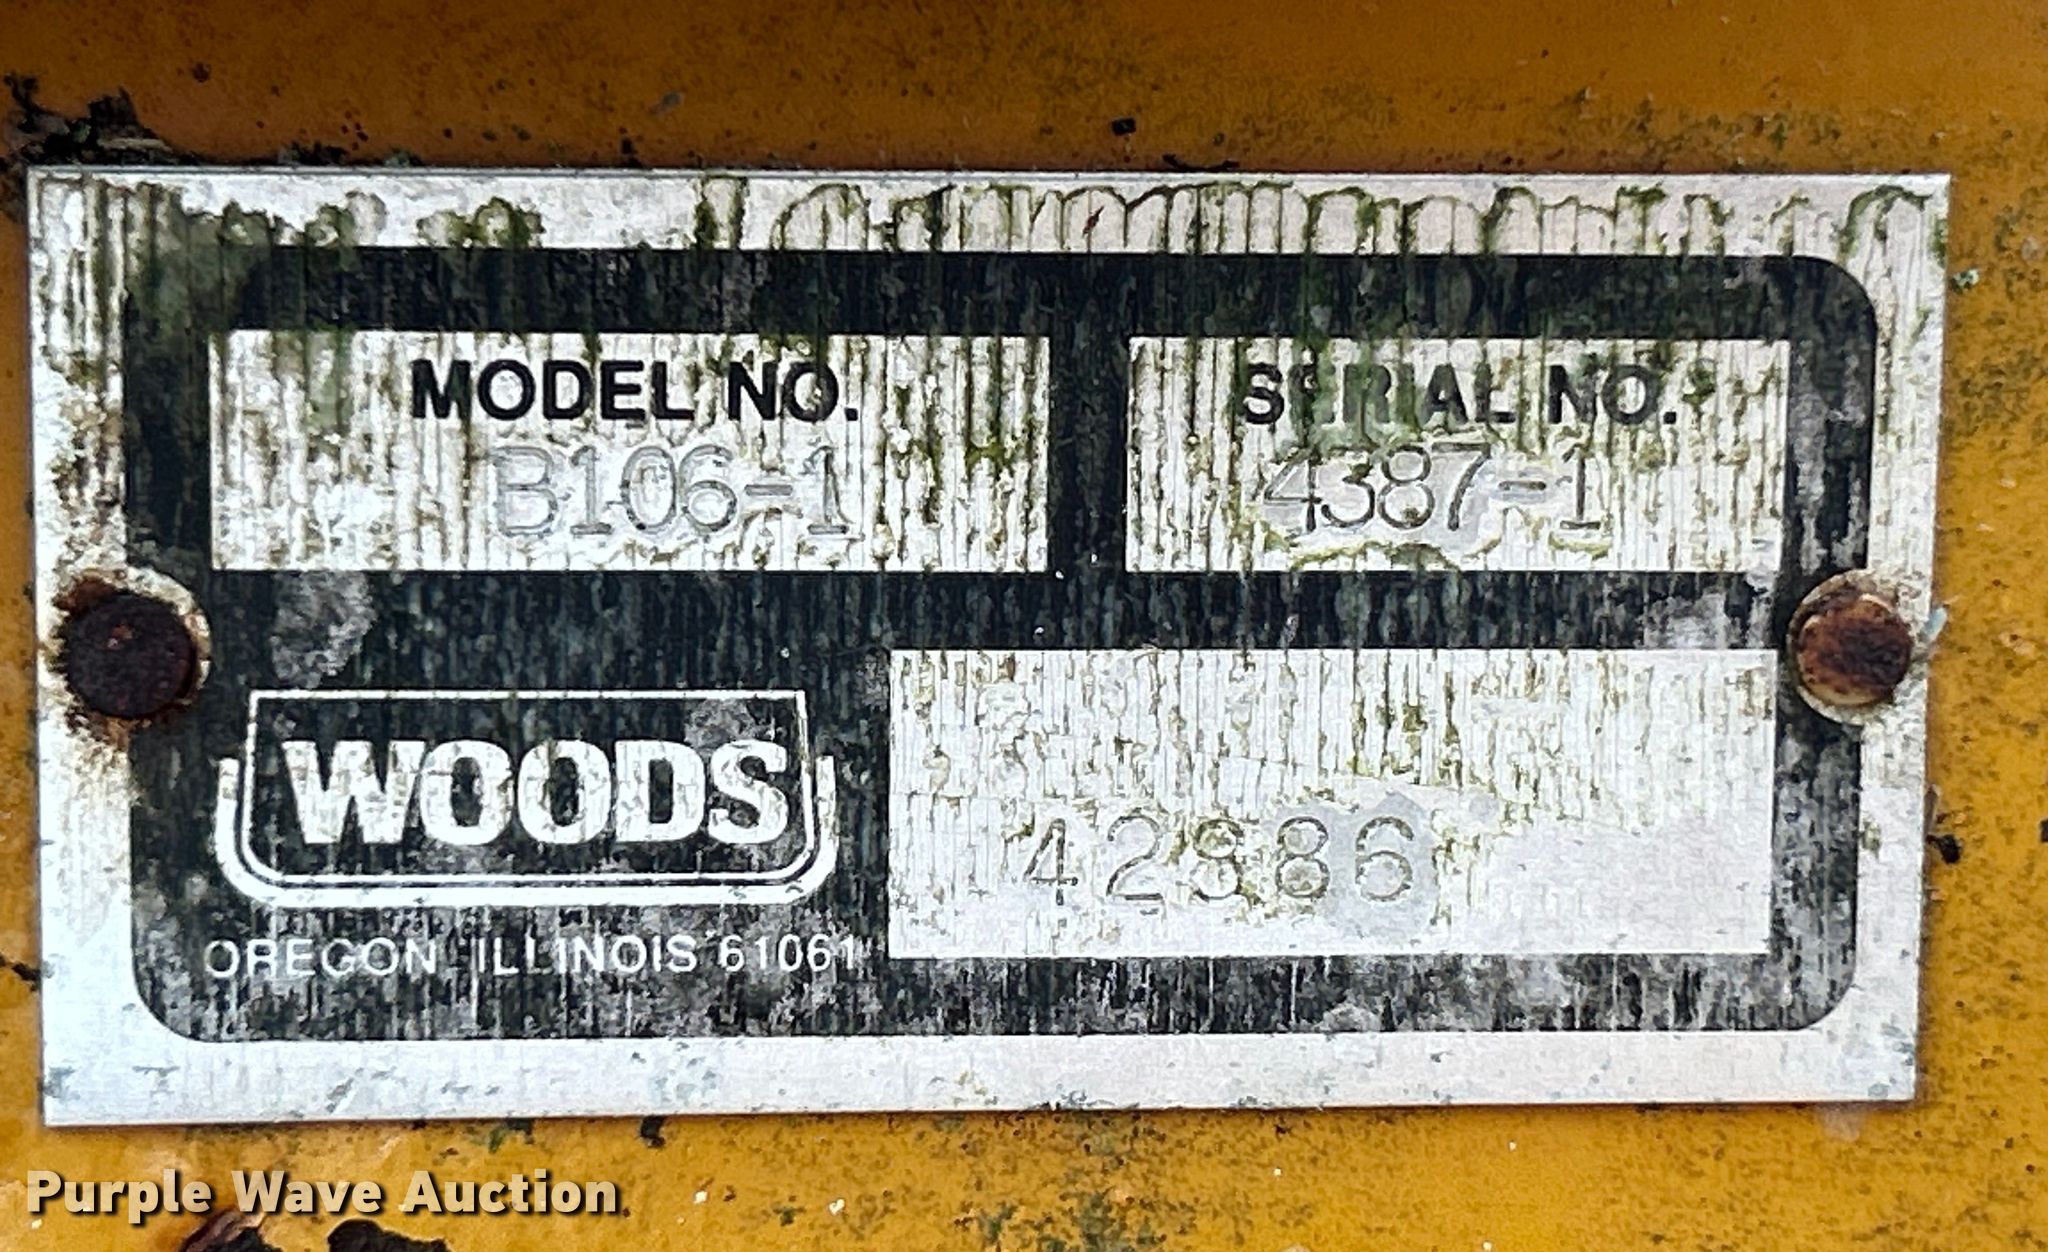 MODEL NO.
B106-1
SERIAL NO.
4387-1
WOODS
OREGON ILLINOIS 61061
42886
Purple Wave Auction